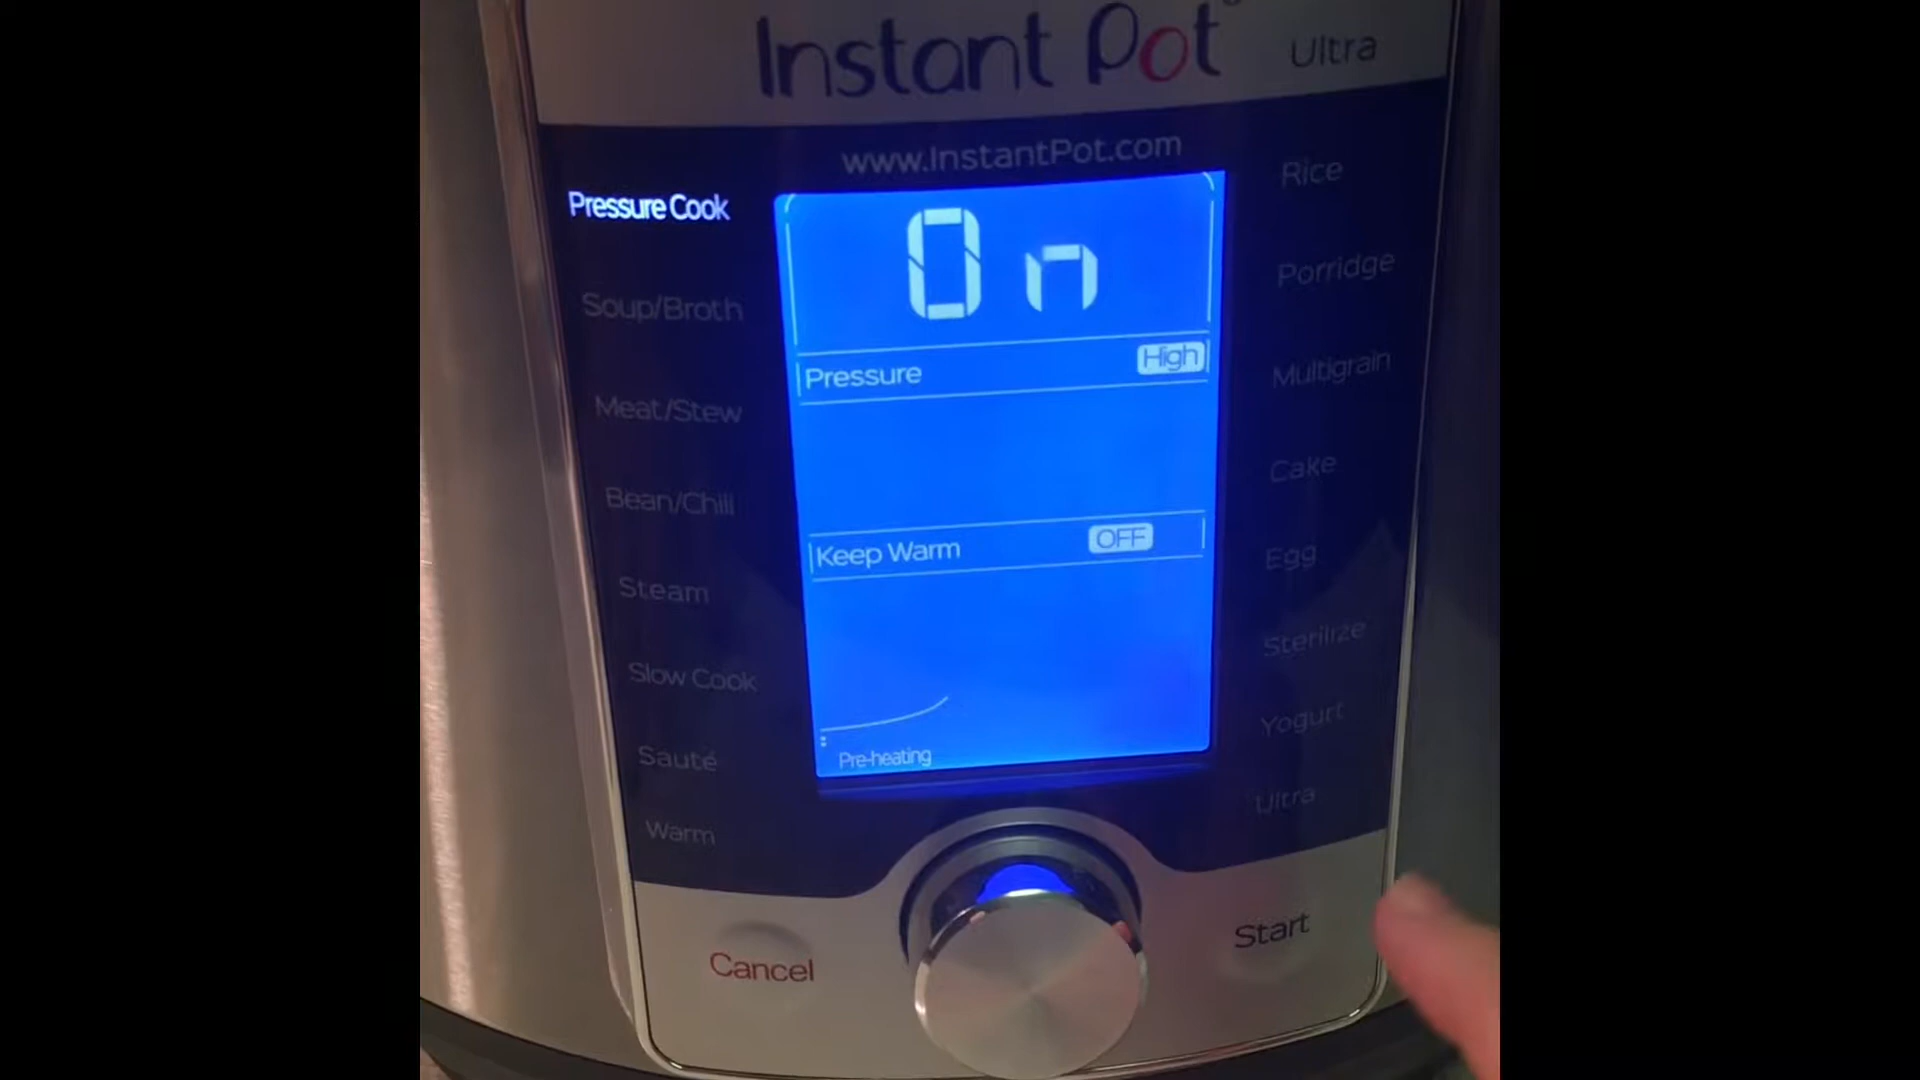 Instant Pot® Ultra
www.InstantPot.com
Pressure Cook
Soup/Broth
Meat/Stew
Bean/Chili
Steam
Slow Cook
Sauté
Warm
On
Pressure High
Keep Warm OFF
Pre-heating
Rice
Porridge
Multigrain
Cake
Egg
Sterilize
Yogurt
Ultra
Cancel
Start